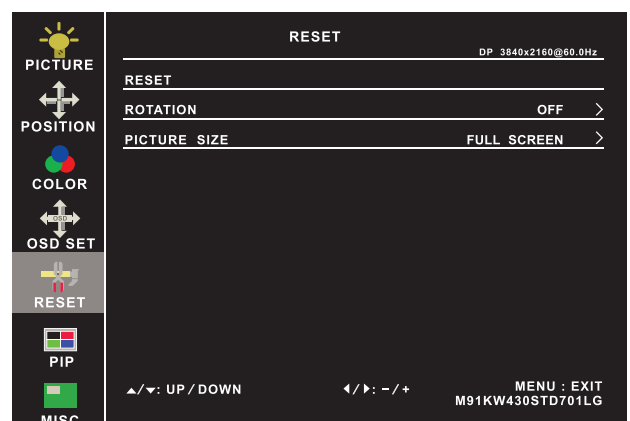 PICTURE
POSITION
COLOR
OSD
OSD SET
RESET
PIP
MISC
RESET
DP 3840x2160@60.0Hz
RESET
ROTATION OFF >
PICTURE SIZE FULL SCREEN >
▲/▼: UP / DOWN ◀/▶: -/+ MENU : EXIT
M91KW430STD701LG